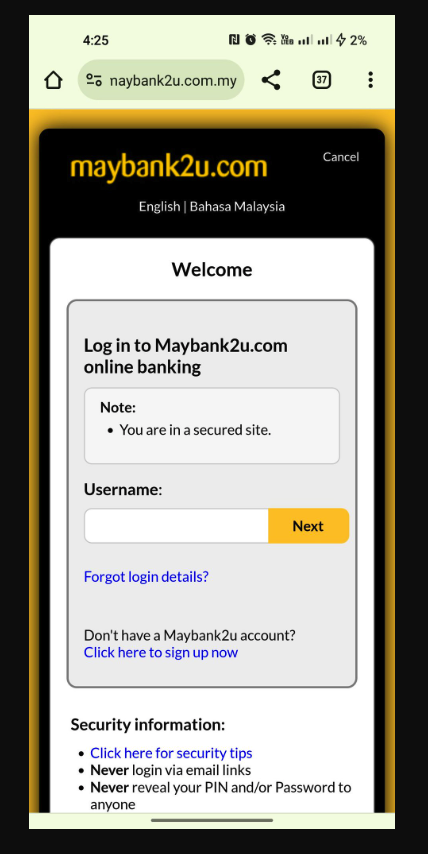 4:25
2%
naybank2u.com.my
37
maybank2u.com
Cancel
English | Bahasa Malaysia
Welcome
Log in to Maybank2u.com
online banking
Note:
• You are in a secured site.
Username:
Next
Forgot login details?
Don't have a Maybank2u account?
Click here to sign up now
Security information:
• Click here for security tips
• Never login via email links
• Never reveal your PIN and/or Password to
anyone